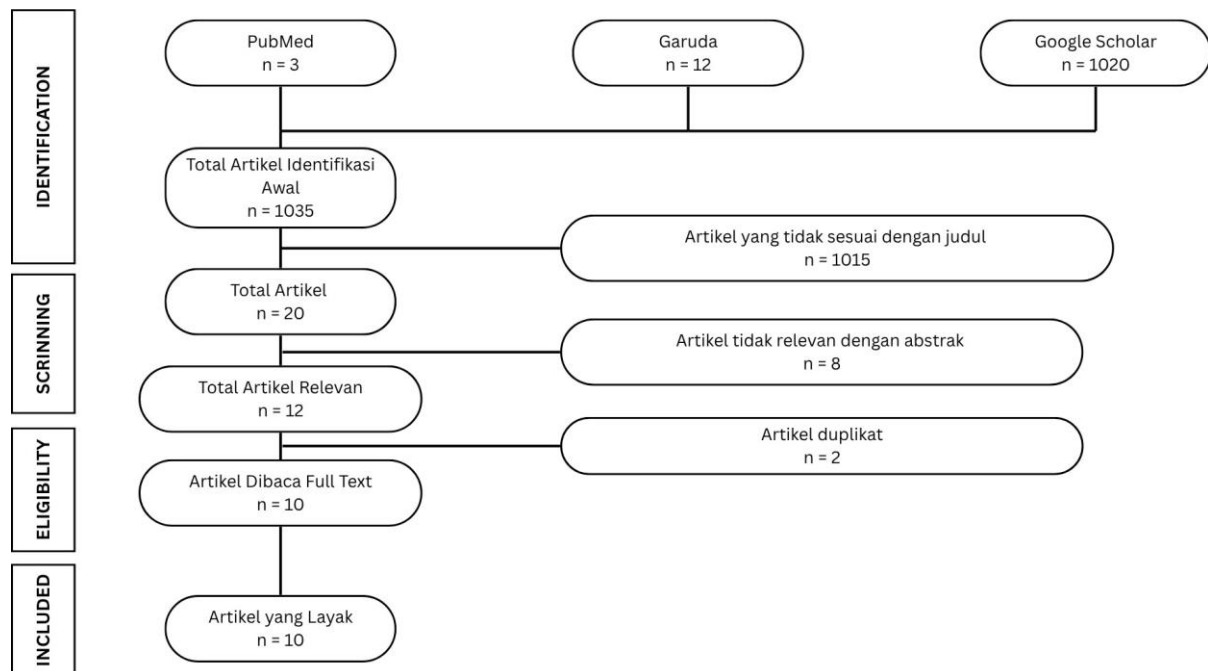 IDENTIFICATION
PubMed
n = 3
Garuda
n = 12
Google Scholar
n = 1020
Total Artikel Identifikasi
Awal
n = 1035
Artikel yang tidak sesuai dengan judul
n = 1015
SCRINNING
Total Artikel
n = 20
Artikel tidak relevan dengan abstrak
n = 8
Total Artikel Relevan
n = 12
ELIGIBILITY
Artikel duplikat
n = 2
Artikel Dibaca Full Text
n = 10
INCLUDED
Artikel yang Layak
n = 10